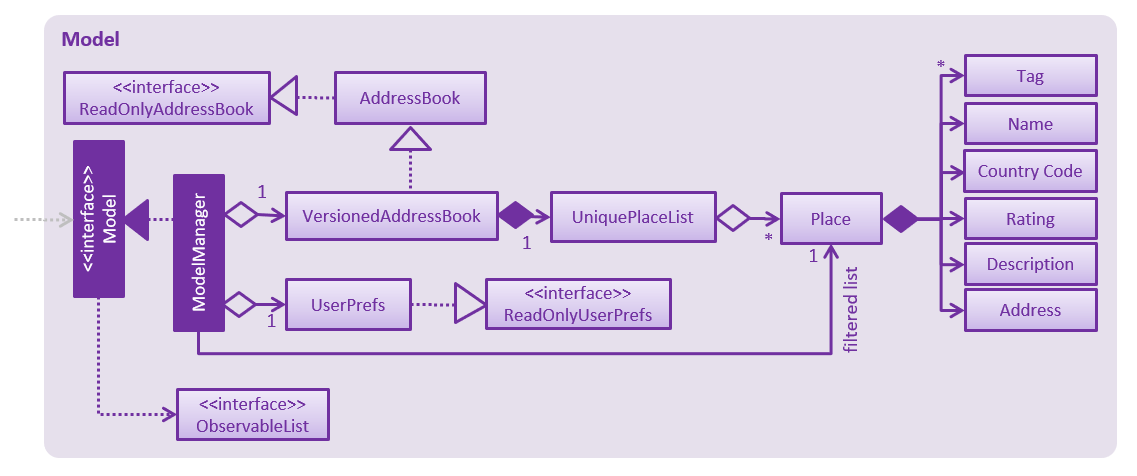 Model
<<interface>>
ReadOnlyAddressBook
AddressBook
*
Tag
Name
Country Code
Rating
Description
Address
<<interface>>
Model
ModelManager
1
VersionedAddressBook
1
UniquePlaceList
*
Place
1
filtered list
1
UserPrefs
<<interface>>
ReadOnlyUserPrefs
<<interface>>
ObservableList